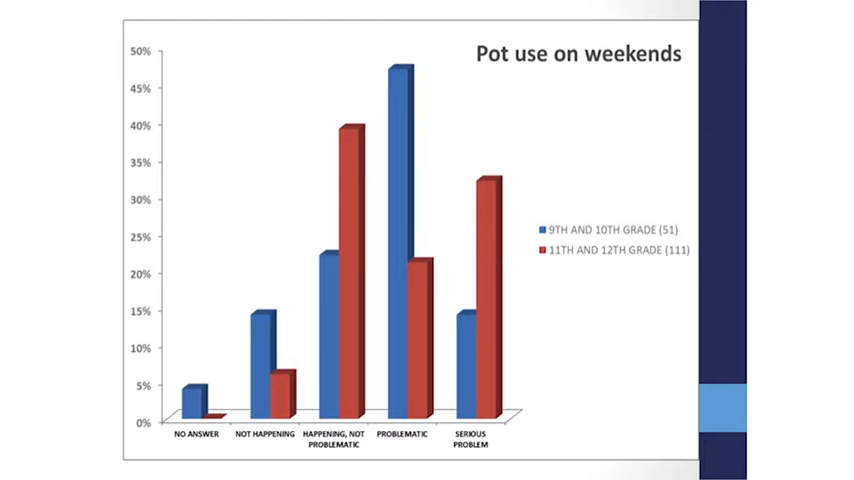 Pot use on weekends
50%
45%
40%
35%
30%
25%
20%
15%
10%
5%
0%
NO ANSWER
NOT HAPPENING
HAPPENING, NOT
PROBLEMATIC
PROBLEMATIC
SERIOUS
PROBLEM
9TH AND 10TH GRADE (51)
11TH AND 12TH GRADE (111)